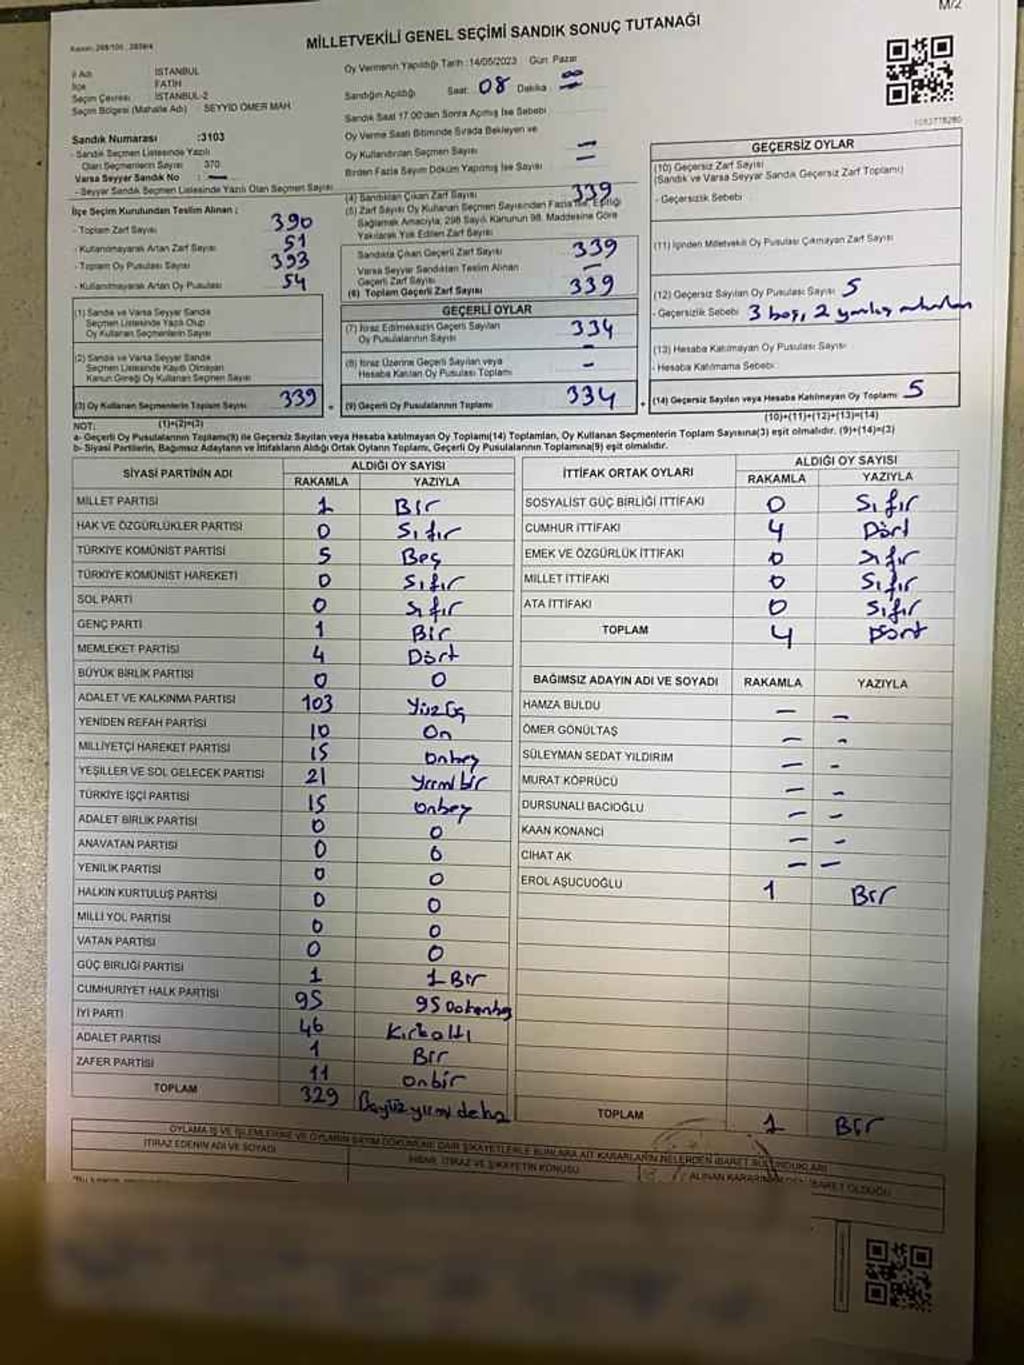 M/2
MİLLETVEKİLİ GENEL SEÇİMİ SANDIK SONUÇ TUTANAĞI
İl Adı İSTANBUL
İlçe FATİH
Seçim Çevresi İSTANBUL-2
Seçim Bölgesi (Mahalle Adı) SEYYİD ÖMER MAH.
Sandık Numarası :3103
- Sandık Seçmen Listesinde Yazılı
Olan Seçmenlerin Sayısı 370
Varsa Seyyar Sandık No : —
- Seyyar Sandık Seçmen Listesinde Yazılı Olan Seçmen Sayısı
İlçe Seçim Kurulundan Teslim Alınan :
- Toplam Zarf Sayısı 390
- Kullanılmayarak Artan Zarf Sayısı 51
- Toplam Oy Pusulası Sayısı 393
- Kullanılmayarak Artan Oy Pusulası 54
(1) Sandık ve Varsa Seyyar Sandık
Seçmen Listesinde Yazılı Olup
Oy Kullanan Seçmenlerin Sayısı
(2) Sandık ve Varsa Seyyar Sandık
Seçmen Listesinde Kaydı Olmayan
Kanun Gereği Oy Kullanan Seçmen Sayısı
(3) Oy Kullanan Seçmenlerin Toplam Sayısı 339
(1)+(2)=(3)
Oy Vermenin Yapıldığı Tarih :14/05/2023 Gün: Pazar
Sandığın Açıldığı Saat: 08 Dakika :
Sandık Saat 17.00'den Sonra Açılmış İse Sebebi
Oy Verme Saati Bitiminde Sırada Bekleyen ve
Oy Kullandırılan Seçmen Sayısı
Birden Fazla Sayım Döküm Yapılmış İse Sayısı
(4) Sandıktan Çıkan Zarf Sayısı 339
(5) Zarf Sayısı Oy Kullanan Seçmen Sayısından Fazla ise, Eşitliği
Sağlamak Amacıyla, 298 Sayılı Kanunun 98. Maddesine Göre
Yakılarak Yok Edilen Zarf Sayısı
Sandıkta Çıkan Geçerli Zarf Sayısı 339
Varsa Seyyar Sandıktan Teslim Alınan
Geçerli Zarf Sayısı —
(6) Toplam Geçerli Zarf Sayısı 339
GEÇERLİ OYLAR
(7) İtiraz Edilmeksizin Geçerli Sayılan
Oy Pusulasının Sayısı 334
(8) İtiraz Üzerine Geçerli Sayılan veya
Hesaba Katılan Oy Pusulası Toplamı -
(9) Geçerli Oy Pusulalarının Toplamı 334
GEÇERSİZ OYLAR
(10) Geçersiz Zarf Sayısı
(Sandık ve Varsa Seyyar Sandık Geçersiz Zarf Toplamı)
- Geçersizlik Sebebi
(11) İçinden Milletvekili Oy Pusulası Çıkmayan Zarf Sayısı
(12) Geçersiz Sayılan Oy Pusulası Sayısı 5
- Geçersizlik Sebebi 3 boş, 2 yanlış
(13) Hesaba Katılmayan Oy Pusulası Sayısı
- Hesaba Katılmama Sebebi
(14) Geçersiz Sayılan veya Hesaba Katılmayan Oy Toplamı 5
(10)+(11)+(12)+(13)=(14)
NOT:
a- Geçerli Oy Pusulalarının Toplamı(9) ile Geçersiz Sayılan veya Hesaba katılmayan Oy Toplamı(14) Toplamları, Oy Kullanan Seçmenlerin Toplam Sayısına(3) eşit olmalıdır. (9)+(14)=(3)
b- Siyasi Partilerin, Bağımsız Adayların ve İttifakların Aldığı Oy Sayısı Toplamları, Geçerli Oy Pusulalarının Toplamına(9) eşit olmalıdır.
SİYASİ PARTİNİN ADI ALDIĞI OY SAYISI
RAKAMLA YAZIYLA
MİLLET PARTİSİ 1 Bir
HAK VE ÖZGÜRLÜKLER PARTİSİ 0 Sıfır
TÜRKİYE KOMÜNİST PARTİSİ 5 Beş
TÜRKİYE KOMÜNİST HAREKETİ 0 Sıfır
SOL PARTİ 0 Sıfır
GENÇ PARTİ 1 Bir
MEMLEKET PARTİSİ 4 Dört
BÜYÜK BİRLİK PARTİSİ 0 0
ADALET VE KALKINMA PARTİSİ 103 Yüz üç
YENİDEN REFAH PARTİSİ 10 On
MİLLİYETÇİ HAREKET PARTİSİ 15 Onbeş
YEŞİLLER VE SOL GELECEK PARTİSİ 21 Yirmi bir
TÜRKİYE İŞÇİ PARTİSİ 15 onbeş
ADALET BİRLİK PARTİSİ 0 0
ANAVATAN PARTİSİ 0 0
YENİLİK PARTİSİ 0 0
HALKIN KURTULUŞ PARTİSİ 0 0
MİLLİ YOL PARTİSİ 0 0
VATAN PARTİSİ 0 0
GÜÇ BİRLİĞİ PARTİSİ 1 1 Bir
CUMHURİYET HALK PARTİSİ 95 95 Doksanbeş
İYİ PARTİ 46 Kırkaltı
ADALET PARTİSİ 1 Bir
ZAFER PARTİSİ 11 onbir
TOPLAM 329 Üçyüz yirmi dokuz
İTTİFAK ORTAK OYLARI ALDIĞI OY SAYISI
RAKAMLA YAZIYLA
SOSYALİST GÜÇ BİRLİĞİ İTTİFAKI 0 Sıfır
CUMHUR İTTİFAKI 4 Dört
EMEK VE ÖZGÜRLÜK İTTİFAKI 0 sıfır
MİLLET İTTİFAKI 0 Sıfır
ATA İTTİFAKI 0 Sıfır
TOPLAM 4 Dört
BAĞIMSIZ ADAYIN ADI VE SOYADI RAKAMLA YAZIYLA
HAMZA BULDU — —
ÖMER GÖNÜLTAŞ — -
SÜLEYMAN SEDAT YILDIRIM — -
MURAT KÖPRÜCÜ — -
DURSUNALİ BACIOĞLU — -
KAAN KONANCİ — -
CİHAT AK — —
EROL AŞUCUOĞLU 1 Bir
TOPLAM 1 Bir
OYLAMA İŞ VE İŞLEMLERİNE VE OYLARIN SAYIM DÖKÜMÜNE DAİR ŞİKAYETLERLE BUNLARA AİT KARARLARIN NELERDEN İBARET BULUNDUKLARI
İTİRAZ EDENİN ADI VE SOYADI
İTİRAZ VE ŞİKAYETİN KONUSU